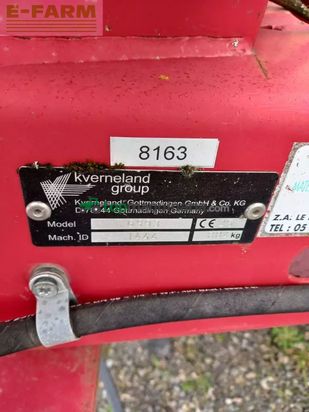 E-FARM
8163
kverneland
group
Kverneland Gottmadingen GmbH & Co. KG
D-78244 Gottmadingen Germany
Model
Mach. ID kg
Z.A. LE
TEL : 05